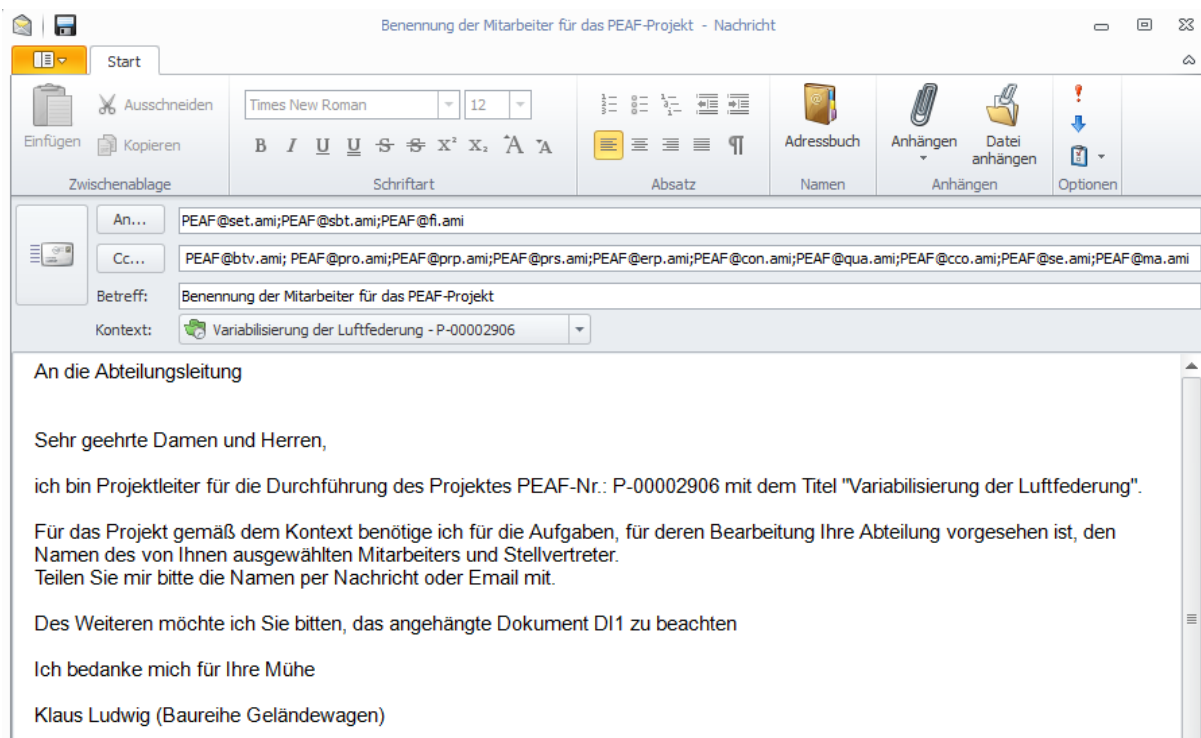 Benennung der Mitarbeiter für das PEAF-Projekt - Nachricht
Start
Einfügen
Ausschneiden
Kopieren
Zwischenablage
Times New Roman
12
B I U U S S X² X₂ A A
Schriftart
Absatz
Adressbuch
Namen
Anhängen
Datei
anhängen
Anhängen
Optionen
An...
PEAF@set.ami;PEAF@sbt.ami;PEAF@fi.ami
Cc...
PEAF@btv.ami; PEAF@pro.ami;PEAF@prp.ami;PEAF@prs.ami;PEAF@erp.ami;PEAF@con.ami;PEAF@qua.ami;PEAF@cco.ami;PEAF@se.ami;PEAF@ma.ami
Betreff:
Benennung der Mitarbeiter für das PEAF-Projekt
Kontext:
Variabilisierung der Luftfederung - P-00002906
An die Abteilungsleitung
Sehr geehrte Damen und Herren,
ich bin Projektleiter für die Durchführung des Projektes PEAF-Nr.: P-00002906 mit dem Titel "Variabilisierung der Luftfederung".
Für das Projekt gemäß dem Kontext benötige ich für die Aufgaben, für deren Bearbeitung Ihre Abteilung vorgesehen ist, den
Namen des von Ihnen ausgewählten Mitarbeiters und Stellvertreter.
Teilen Sie mir bitte die Namen per Nachricht oder Email mit.
Des Weiteren möchte ich Sie bitten, das angehängte Dokument DI1 zu beachten
Ich bedanke mich für Ihre Mühe
Klaus Ludwig (Baureihe Geländewagen)